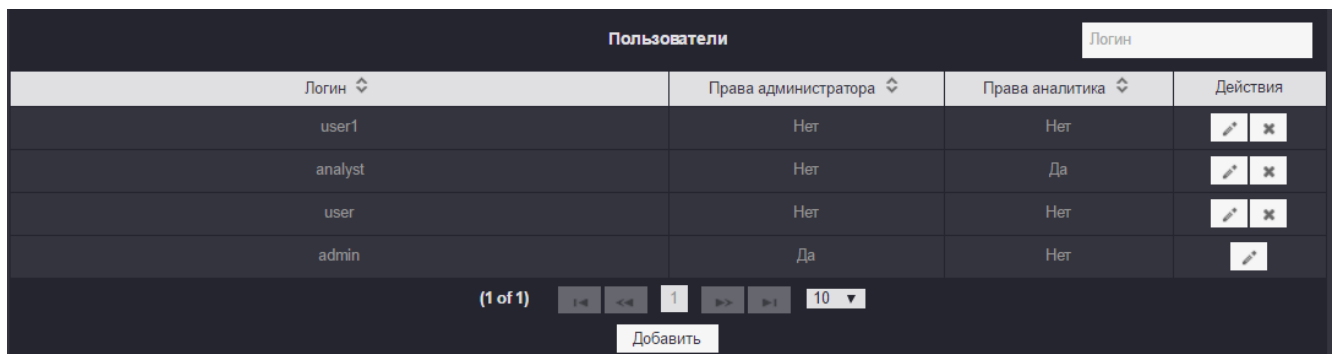 Пользователи Логин
Логин Права администратора Права аналитика Действия
user1 Нет Нет
analyst Нет Да
user Нет Нет
admin Да Нет
(1 of 1) 1 10
Добавить